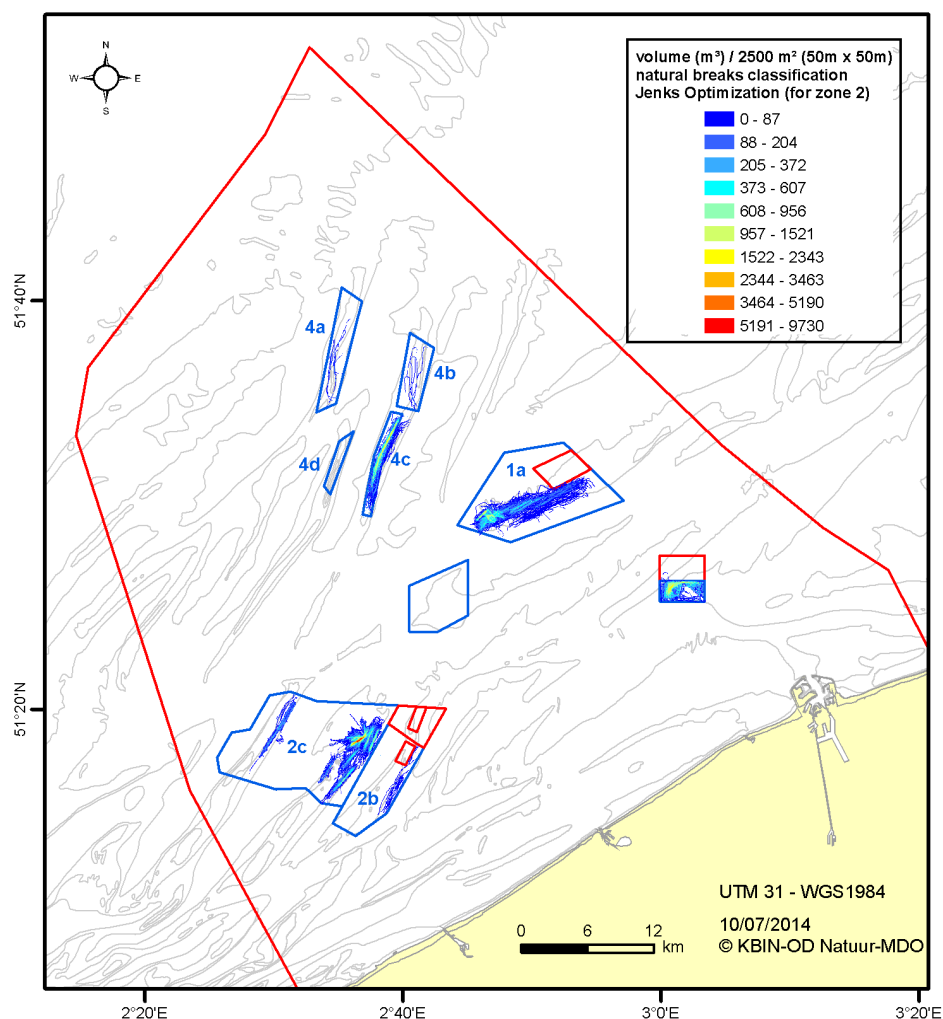 N
W E
S
volume (m³) / 2500 m² (50m x 50m)
natural breaks classification
Jenks Optimization (for zone 2)
0 - 87
88 - 204
205 - 372
373 - 607
608 - 956
957 - 1521
1522 - 2343
2344 - 3463
3464 - 5190
5191 - 9730
51°40'N
4a
4b
4d
4c
1a
51°20'N
2c
2b
UTM 31 - WGS1984
10/07/2014
© KBIN-OD Natuur-MDO
0 6 12
km
2°20'E 2°40'E 3°0'E 3°20'E